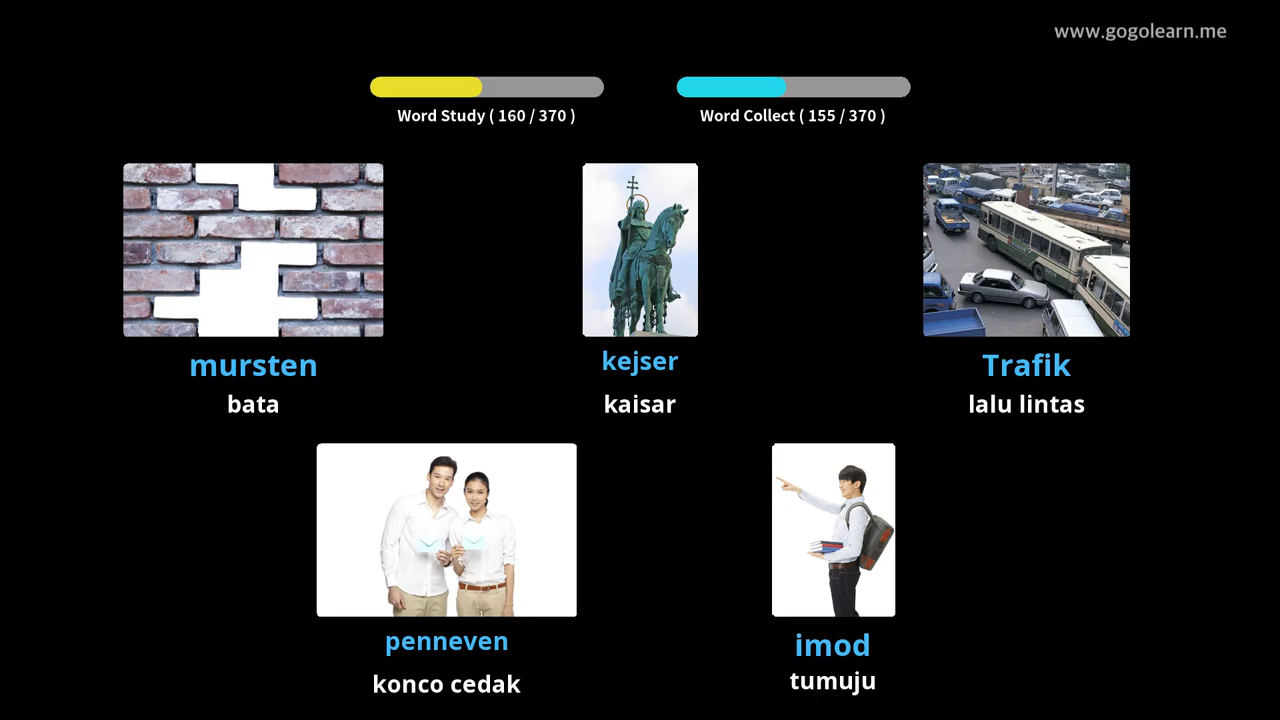 www.gogolearn.me
Word Study ( 160 / 370 )
Word Collect ( 155 / 370 )
mursten
bata
kejser
kaisar
Trafik
lalu lintas
penneven
konco cedak
imod
tumuju